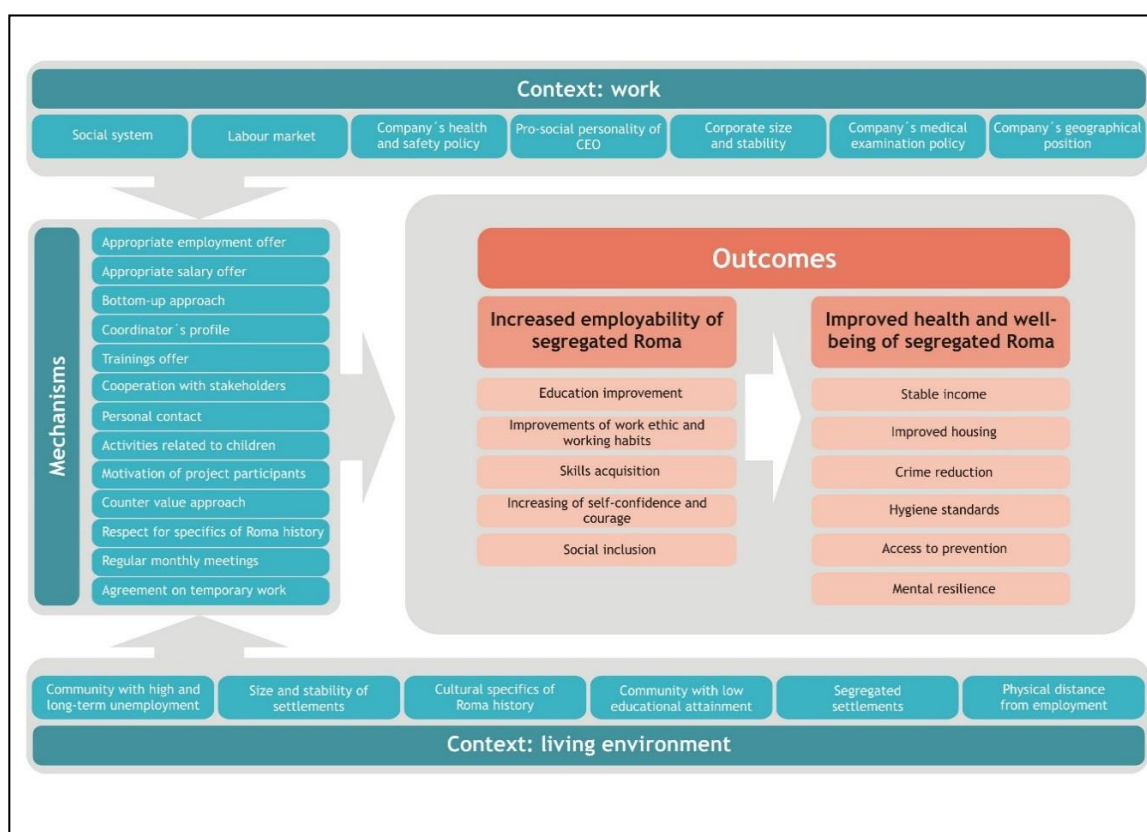 Context: work
Social system
Labour market
Company´s health
and safety policy
Pro-social personality of
CEO
Corporate size
and stability
Company´s medical
examination policy
Company´s geographical
position
Mechanisms
Appropriate employment offer
Appropriate salary offer
Bottom-up approach
Coordinator´s profile
Trainings offer
Cooperation with stakeholders
Personal contact
Activities related to children
Motivation of project participants
Counter value approach
Respect for specifics of Roma history
Regular monthly meetings
Agreement on temporary work
Outcomes
Increased employability of
segregated Roma
Education improvement
Improvements of work ethic and
working habits
Skills acquisition
Increasing of self-confidence and
courage
Social inclusion
Improved health and well-
being of segregated Roma
Stable income
Improved housing
Crime reduction
Hygiene standards
Access to prevention
Mental resilience
Community with high and
long-term unemployment
Size and stability of
settlements
Cultural specifics of
Roma history
Community with low
educational attainment
Segregated
settlements
Physical distance
from employment
Context: living environment